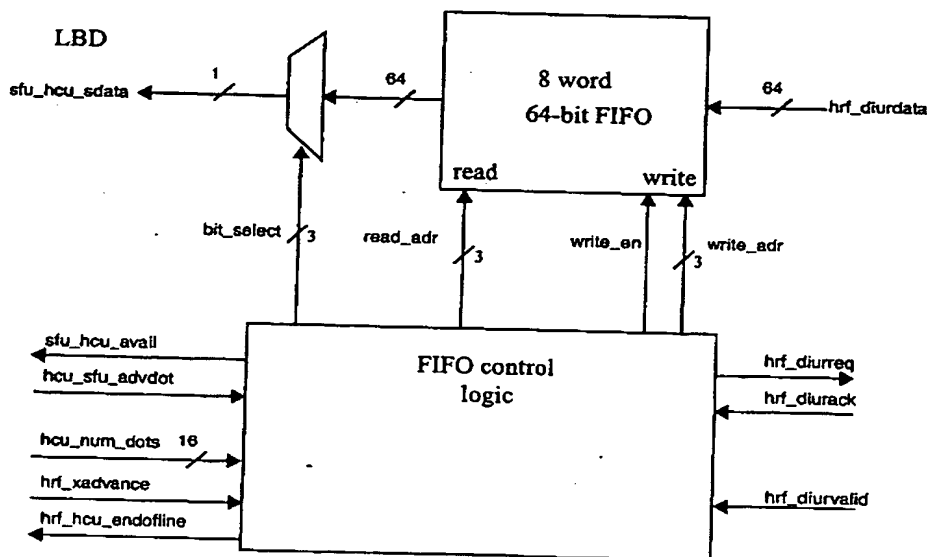 LBD
sfu_hcu_sdata
1
64
8 word
64-bit FIFO
64
hrf_diurdata
read
write
bit_select
3
read_adr
3
write_en
3
write_adr
sfu_hcu_avail
hcu_sfu_advdot
hcu_num_dots
16
hrf_xadvance
hrf_hcu_endofline
FIFO control
logic
hrf_diurreq
hrf_diurack
hrf_diurvalid